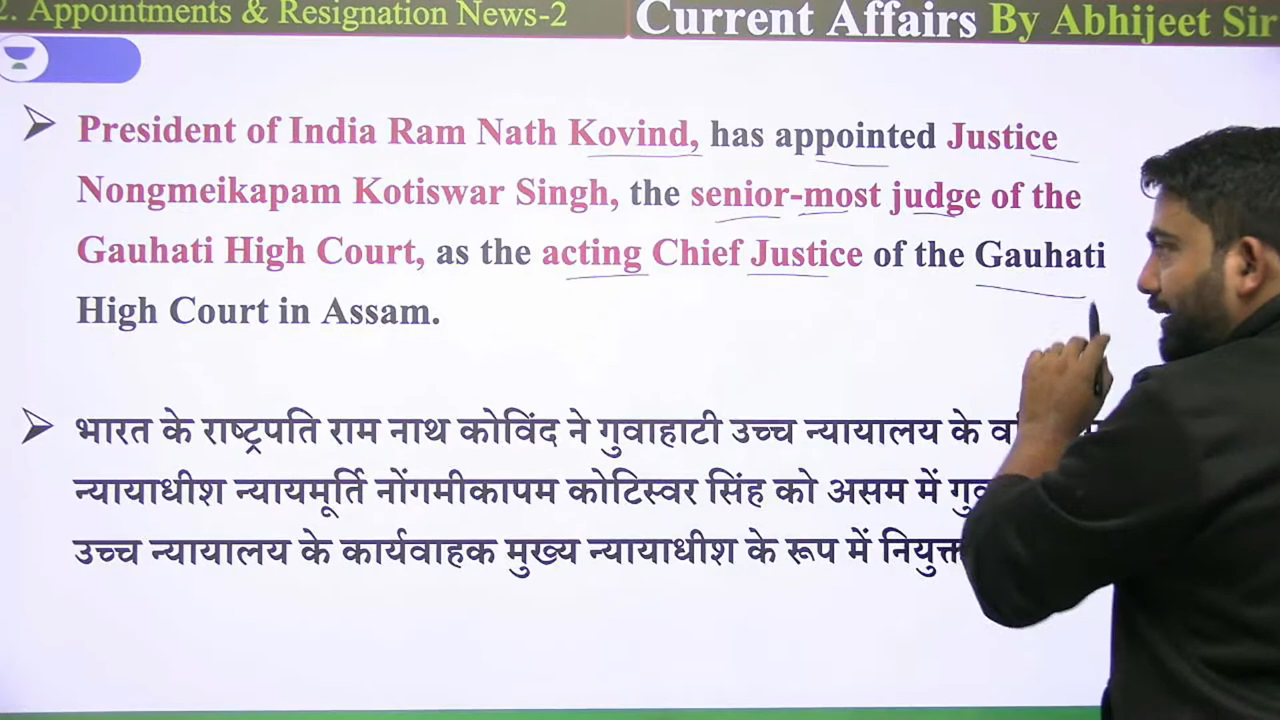 2. Appointments & Resignation News-2
Current Affairs By Abhijeet Sir
President of India Ram Nath Kovind, has appointed Justice
Nongmeikapam Kotiswar Singh, the senior-most judge of the
Gauhati High Court, as the acting Chief Justice of the Gauhati
High Court in Assam.
भारत के राष्ट्रपति राम नाथ कोविंद ने गुवाहाटी उच्च न्यायालय के
न्यायाधीश न्यायमूर्ति नोंगमीकापम कोटिस्वर सिंह को असम में
उच्च न्यायालय के कार्यवाहक मुख्य न्यायाधीश के रूप में नियुक्त